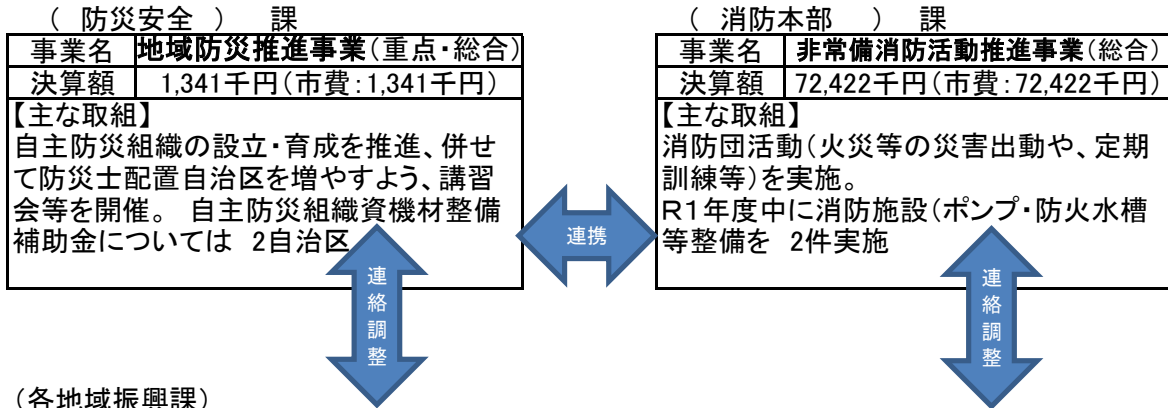 （ 防災安全 ） 課
事業名 地域防災推進事業(重点・総合)
決算額 1,341千円(市費:1,341千円)
【主な取組】
自主防災組織の設立・育成を推進、併せ
て防災士配置自治区を増やすよう、講習
会等を開催。 自主防災組織資機材整備
補助金については 2自治区
連絡調整
連携
（ 消防本部 ） 課
事業名 非常備消防活動推進事業(総合)
決算額 72,422千円(市費:72,422千円)
【主な取組】
消防団活動(火災等の災害出動や、定期
訓練等)を実施。
R1年度中に消防施設(ポンプ・防火水槽
等整備を 2件実施
連絡調整
(各地域振興課)